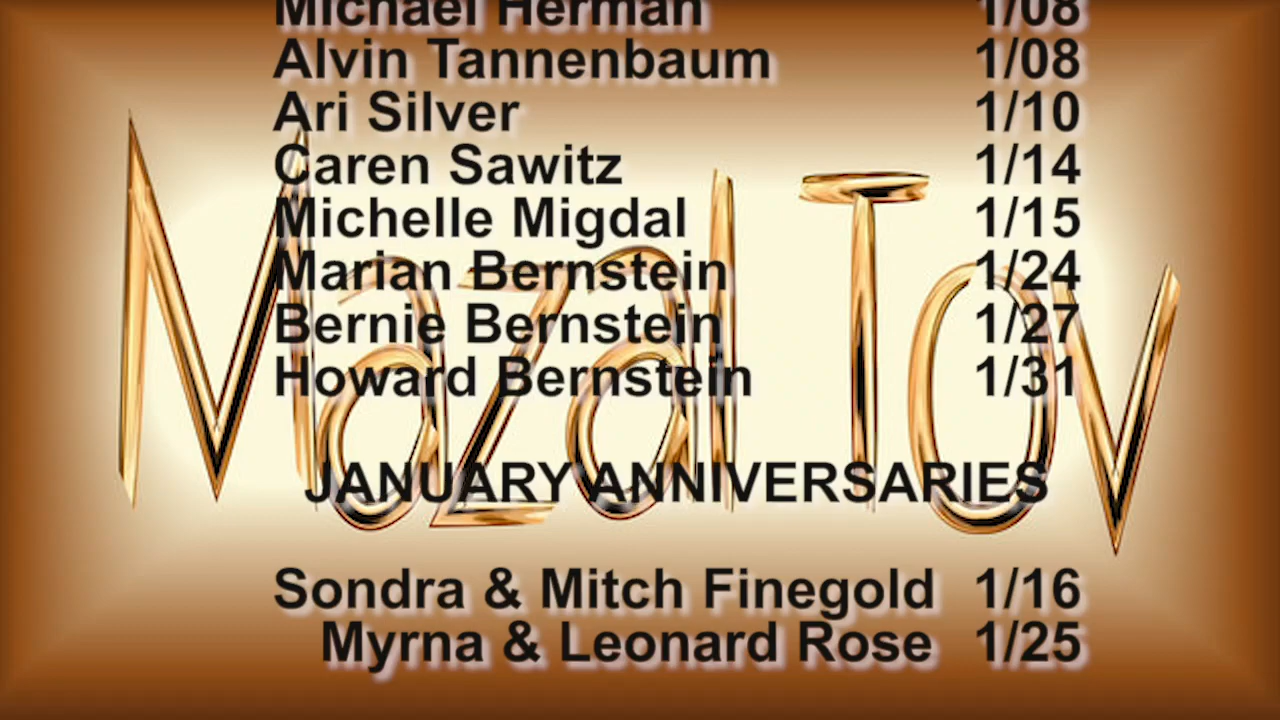 Michael Herman 1/08
Alvin Tannenbaum 1/08
Ari Silver 1/10
Caren Sawitz 1/14
Michelle Migdal 1/15
Marian Bernstein 1/24
Bernie Bernstein 1/27
Howard Bernstein 1/31
Mazal Tov
JANUARY ANNIVERSARIES
Sondra & Mitch Finegold 1/16
Myrna & Leonard Rose 1/25